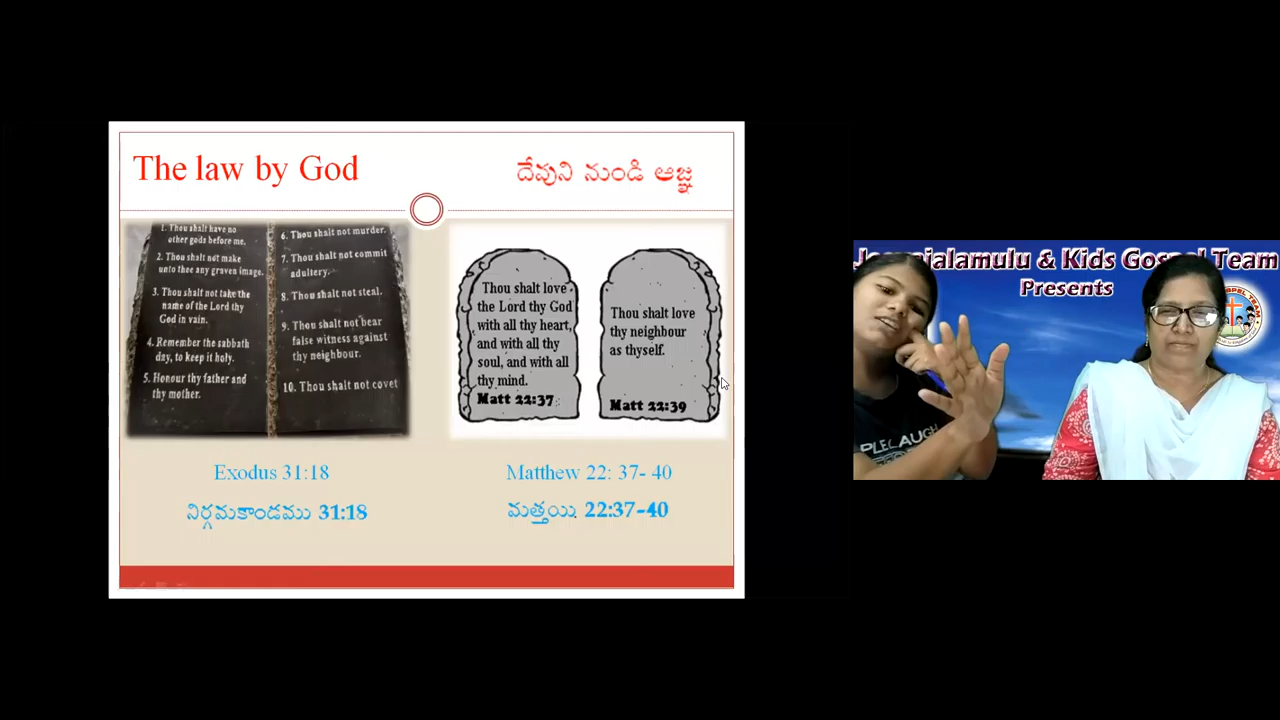 The law by God
దేవుని నుండి ఆజ్ఞ
1. Thou shalt have no
other gods before me.
2. Thou shalt not make
unto thee any graven image.
3. Thou shalt not take the
name of the Lord thy
God in vain.
4. Remember the sabbath
day, to keep it holy.
5. Honour thy father and
thy mother.
6. Thou shalt not murder.
7. Thou shalt not commit
adultery.
8. Thou shalt not steal.
9. Thou shalt not bear
false witness against
thy neighbour.
10. Thou shalt not covet
Thou shalt love
the Lord thy God
with all thy heart,
and with all thy
soul, and with all
thy mind.
Matt 22:37
Thou shalt love
thy neighbour
as thyself.
Matt 22:39
Exodus 31:18
నిర్గమకాండము 31:18
Matthew 22: 37- 40
మత్తయి 22:37-40
& Kids Gospel Team
Presents